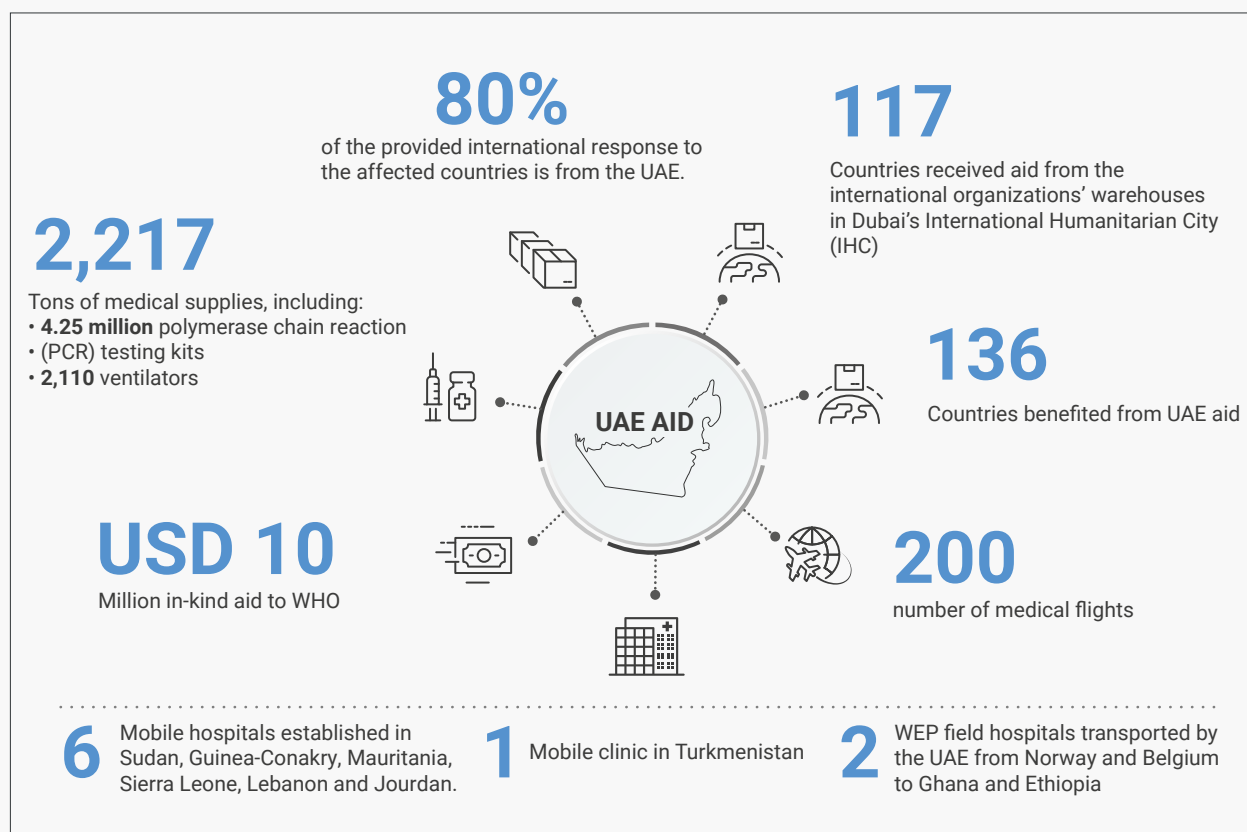 80%
of the provided international response to
the affected countries is from the UAE.
117
Countries received aid from the
international organizations’ warehouses
in Dubai’s International Humanitarian City
(IHC)
2,217
Tons of medical supplies, including:
• 4.25 million polymerase chain reaction
• (PCR) testing kits
• 2,110 ventilators
136
Countries benefited from UAE aid
UAE AID
USD 10
Million in-kind aid to WHO
200
number of medical flights
6
Mobile hospitals established in
Sudan, Guinea-Conakry, Mauritania,
Sierra Leone, Lebanon and Jourdan.
1
Mobile clinic in Turkmenistan
2
WEP field hospitals transported by
the UAE from Norway and Belgium
to Ghana and Ethiopia